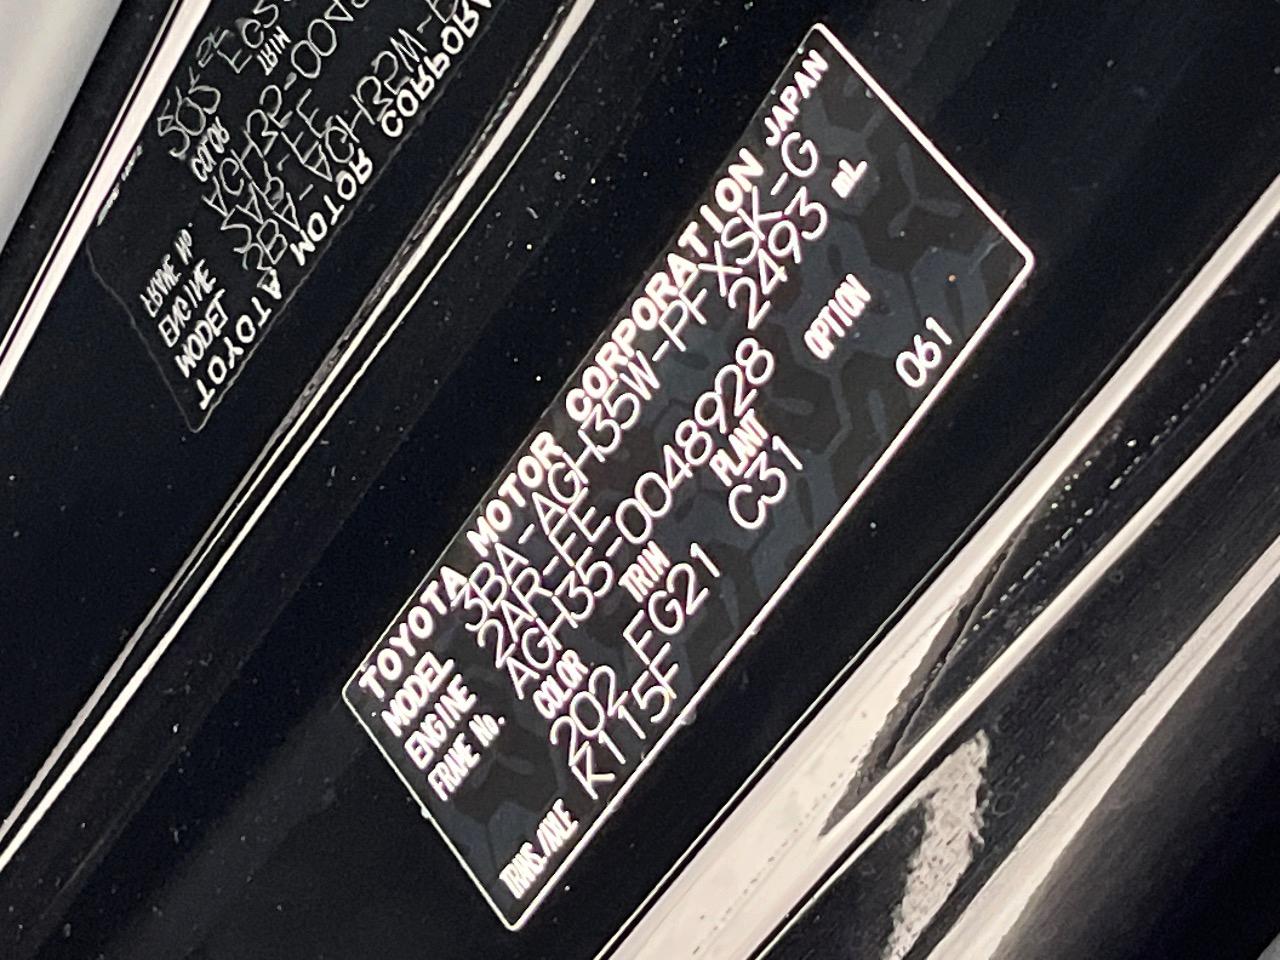 TOYOTA MOTOR CORPORATION JAPAN
MODEL 3BA-AGH35W-PFXSK-G
ENGINE 2AR-FE 2493 mL
FRAME No. AGH35-0048928
COLOR TRIM PLANT OPTION
202 FG21 C31 061
TRANS./AXLE K115F